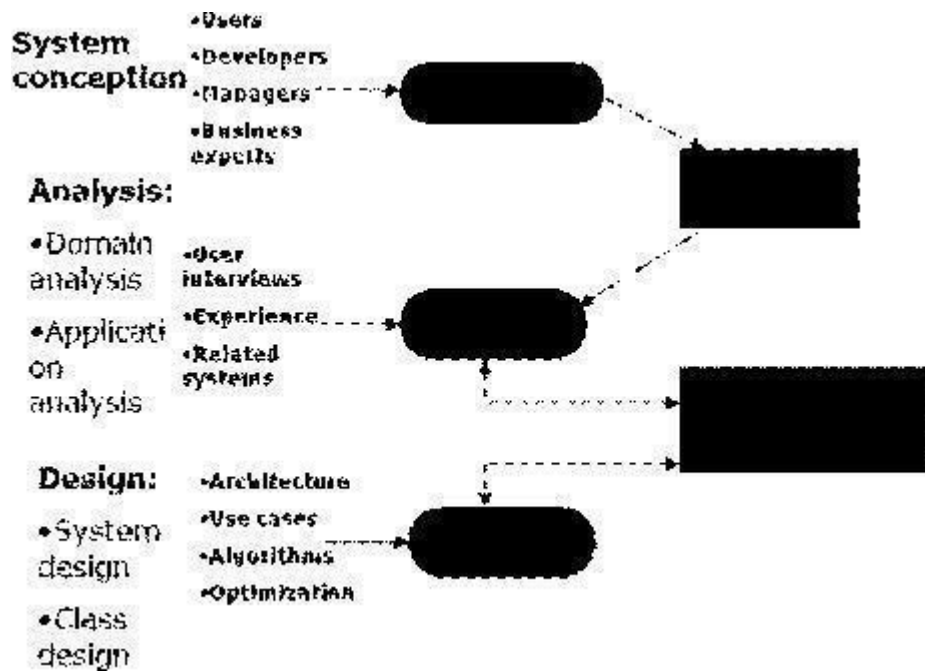 System
conception
•Users
•Developers
•Managers
•Business
experts
Analysis:
•Domain
analysis
•Applicati
on
analysis
•User
interviews
•Experience
•Related
systems
Design:
•System
design
•Class
design
•Architecture
•Use cases
•Algorithms
•Optimization